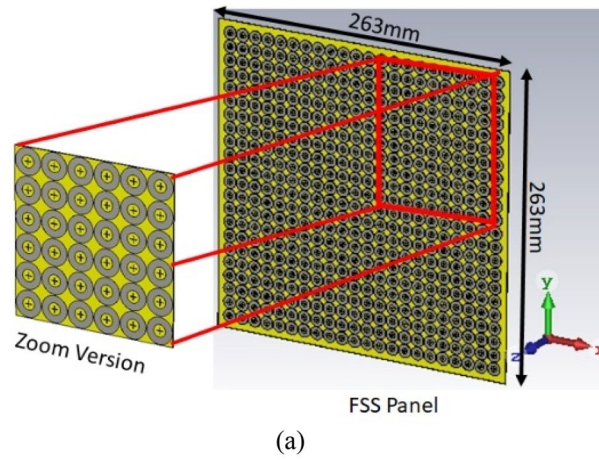 263mm
263mm
y
x
z
Zoom Version
FSS Panel
(a)